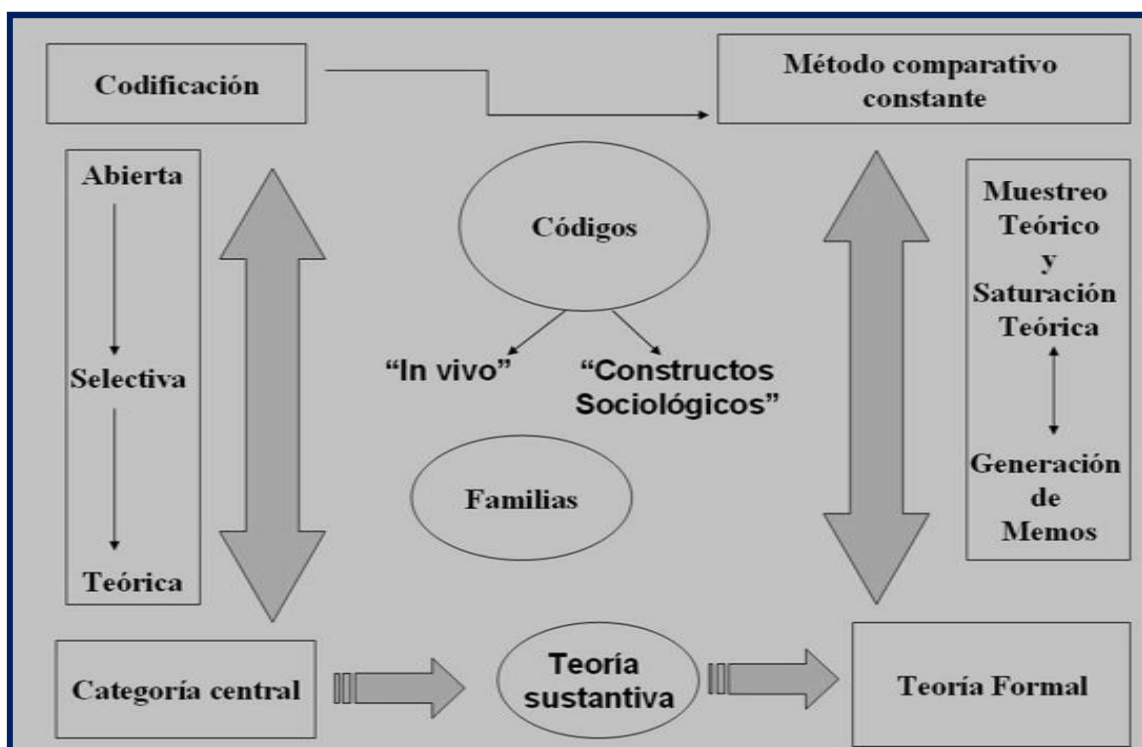 Codificación
Método comparativo
constante
Abierta
Selectiva
Teórica
Códigos
“In vivo”
“Constructos
Sociológicos”
Familias
Muestreo
Teórico
y
Saturación
Teórica
Generación
de
Memos
Categoría central
Teoría
sustantiva
Teoría Formal